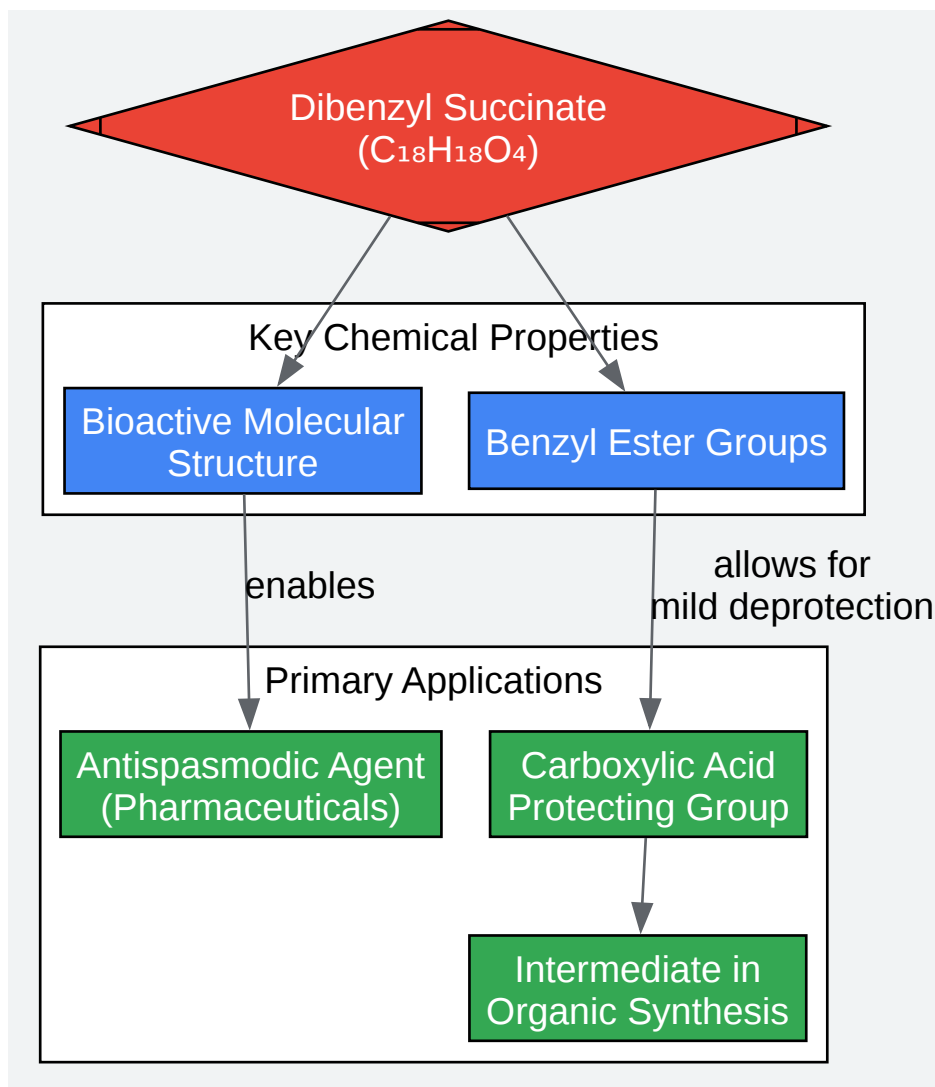 Dibenzyl Succinate
(C₁₈H₁₈O₄)
Key Chemical Properties
Bioactive Molecular
Structure
Benzyl Ester Groups
enables
allows for
mild deprotection
Primary Applications
Antispasmodic Agent
(Pharmaceuticals)
Carboxylic Acid
Protecting Group
Intermediate in
Organic Synthesis